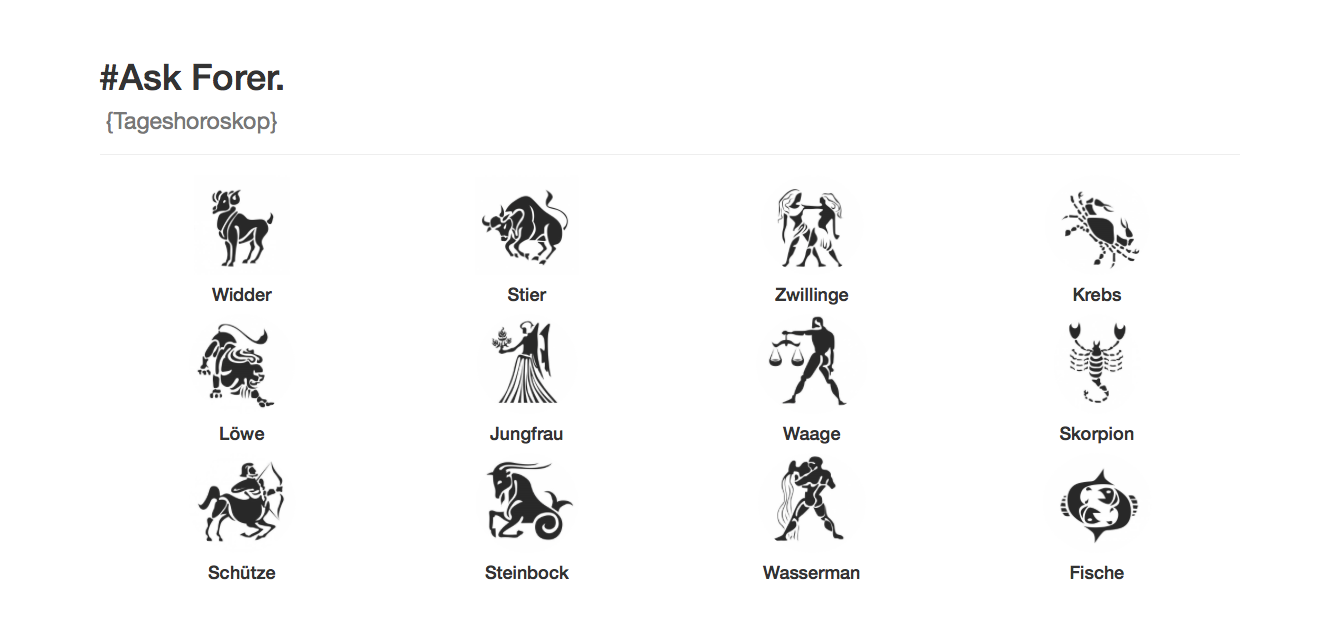 #Ask Forer.
{Tageshoroskop}
Widder Stier Zwillinge Krebs
Löwe Jungfrau Waage Skorpion
Schütze Steinbock Wasserman Fische